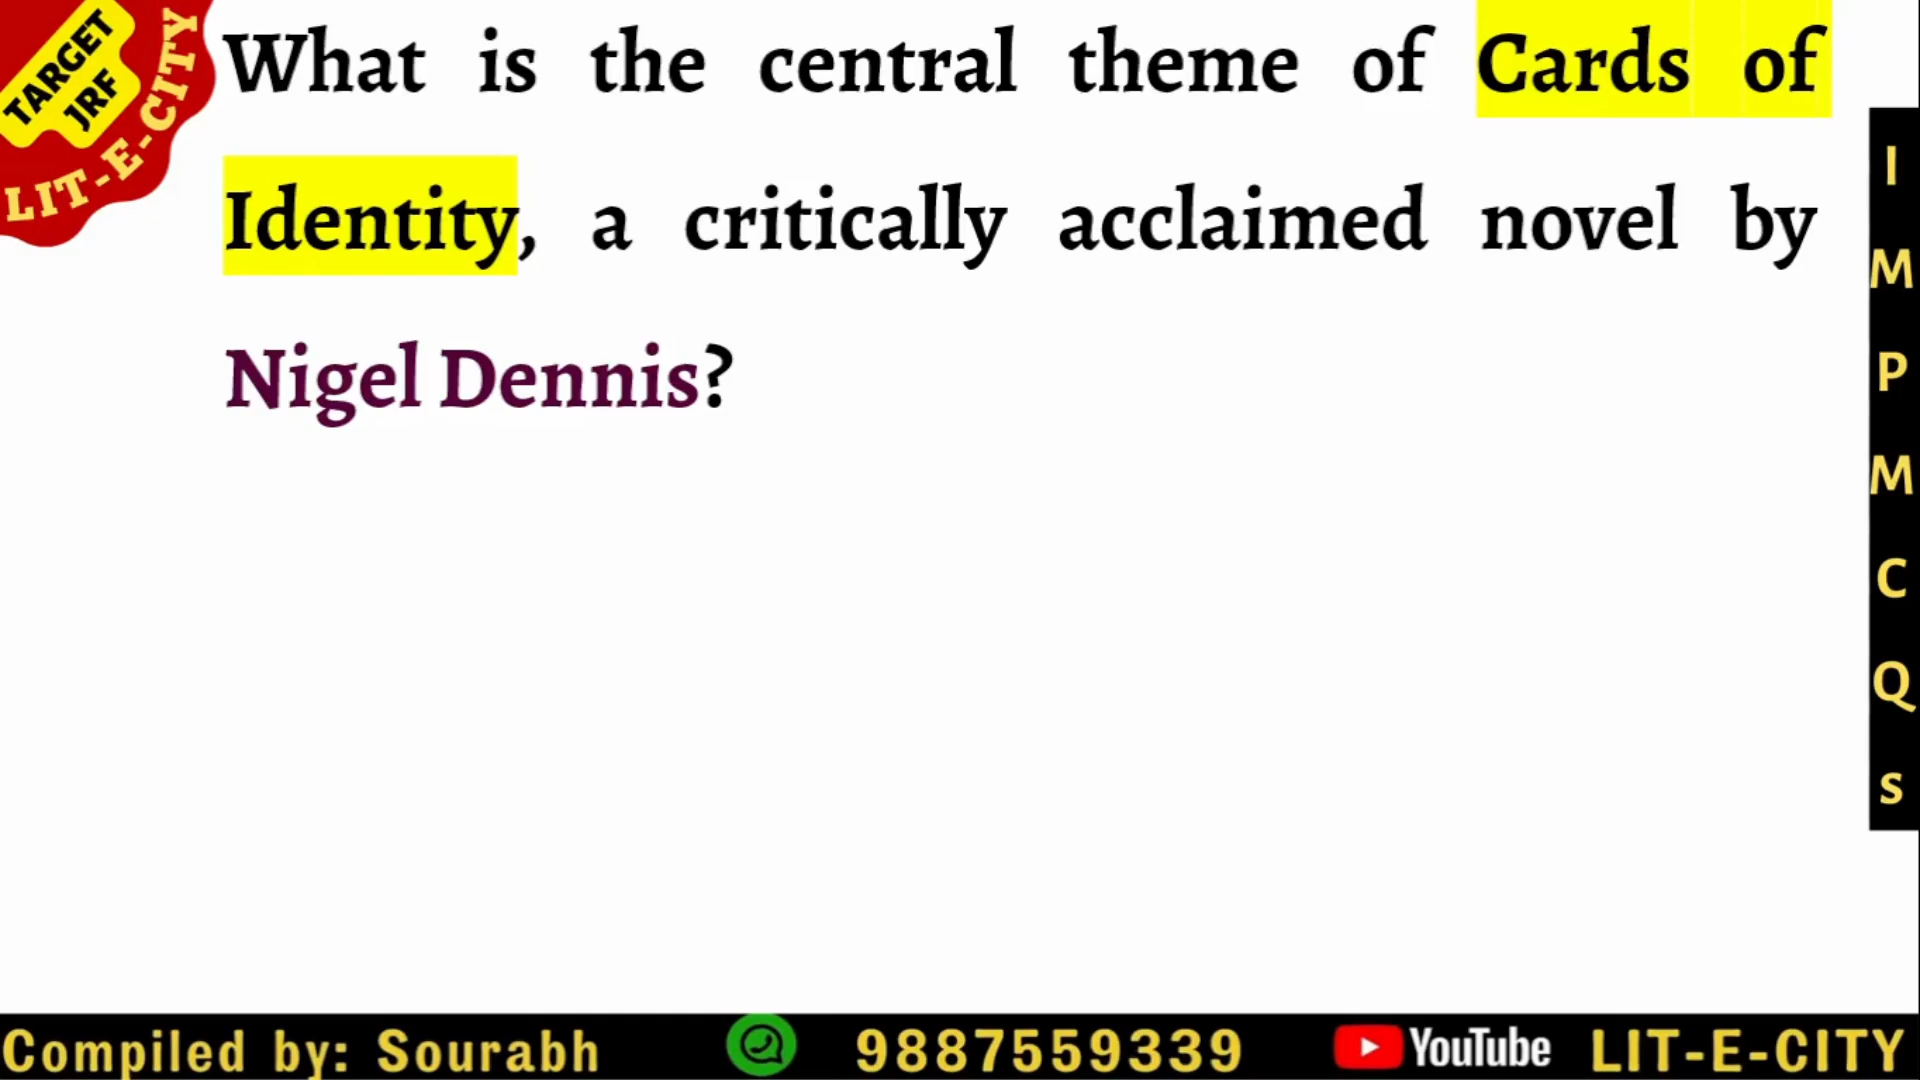 TARGET
JRF
LIT-E-CITY
What is the central theme of Cards of
Identity, a critically acclaimed novel by
Nigel Dennis?
I
M
P
M
C
Q
s
Compiled by: Sourabh 9887559339 YouTube LIT-E-CITY